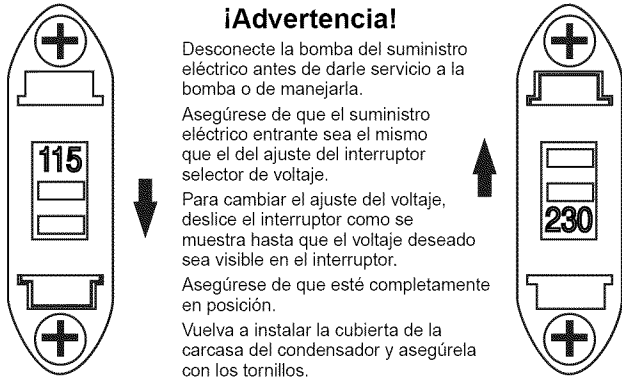 ¡Advertencia!
Desconecte la bomba del suministro
eléctrico antes de darle servicio a la
bomba o de manejarla.
Asegúrese de que el suministro
eléctrico entrante sea el mismo
que el del ajuste del interruptor
selector de voltaje.
Para cambiar el ajuste del voltaje,
deslice el interruptor como se
muestra hasta que el voltaje deseado
sea visible en el interruptor.
Asegúrese de que esté completamente
en posición.
Vuelva a instalar la cubierta de la
carcasa del condensador y asegúrela
con los tornillos.
115
230